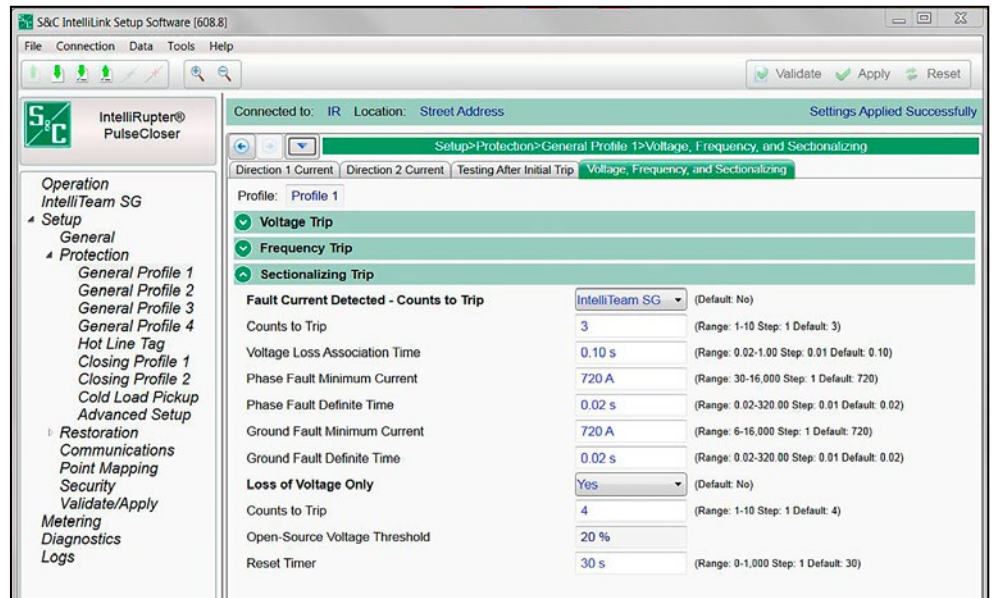 S&C IntelliLink Setup Software [608.8]
File Connection Data Tools Help
Validate Apply Reset
S&C
IntelliRupter®
PulseCloser
Connected to: IR Location: Street Address Settings Applied Successfully
Setup>Protection>General Profile 1>Voltage, Frequency, and Sectionalizing
Direction 1 Current Direction 2 Current Testing After Initial Trip Voltage, Frequency, and Sectionalizing
Operation
IntelliTeam SG
Setup
General
Protection
General Profile 1
General Profile 2
General Profile 3
General Profile 4
Hot Line Tag
Closing Profile 1
Closing Profile 2
Cold Load Pickup
Advanced Setup
Restoration
Communications
Point Mapping
Security
Validate/Apply
Metering
Diagnostics
Logs
Profile: Profile 1
Voltage Trip
Frequency Trip
Sectionalizing Trip
Fault Current Detected - Counts to Trip IntelliTeam SG (Default: No)
Counts to Trip 3 (Range: 1-10 Step: 1 Default: 3)
Voltage Loss Association Time 0.10 s (Range: 0.02-1.00 Step: 0.01 Default: 0.10)
Phase Fault Minimum Current 720 A (Range: 30-16,000 Step: 1 Default: 720)
Phase Fault Definite Time 0.02 s (Range: 0.02-320.00 Step: 0.01 Default: 0.02)
Ground Fault Minimum Current 720 A (Range: 6-16,000 Step: 1 Default: 720)
Ground Fault Definite Time 0.02 s (Range: 0.02-320.00 Step: 0.01 Default: 0.02)
Loss of Voltage Only Yes (Default: No)
Counts to Trip 4 (Range: 1-10 Step: 1 Default: 4)
Open-Source Voltage Threshold 20 %
Reset Timer 30 s (Range: 0-1,000 Step: 1 Default: 30)